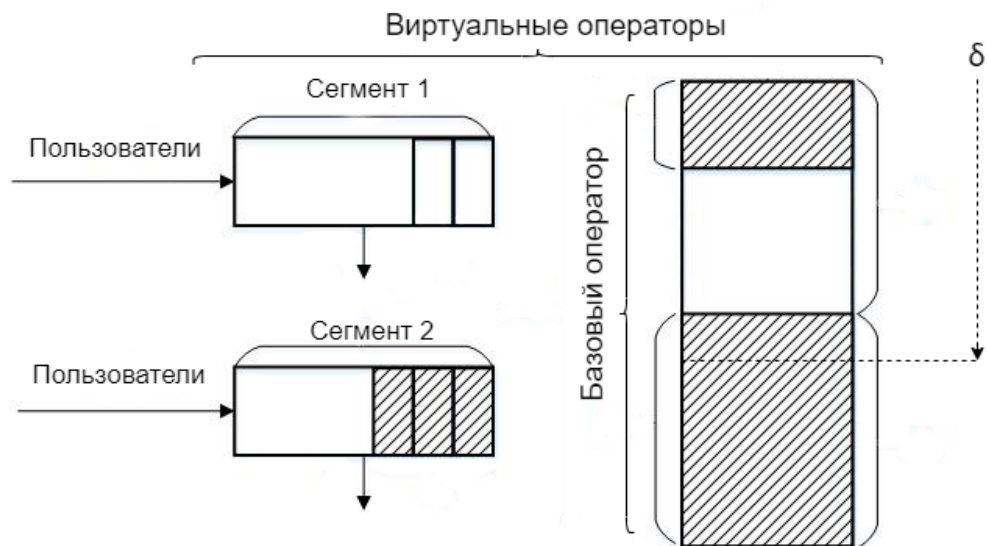 Виртуальные операторы
δ
Сегмент 1
Пользователи
Базовый оператор
Сегмент 2
Пользователи